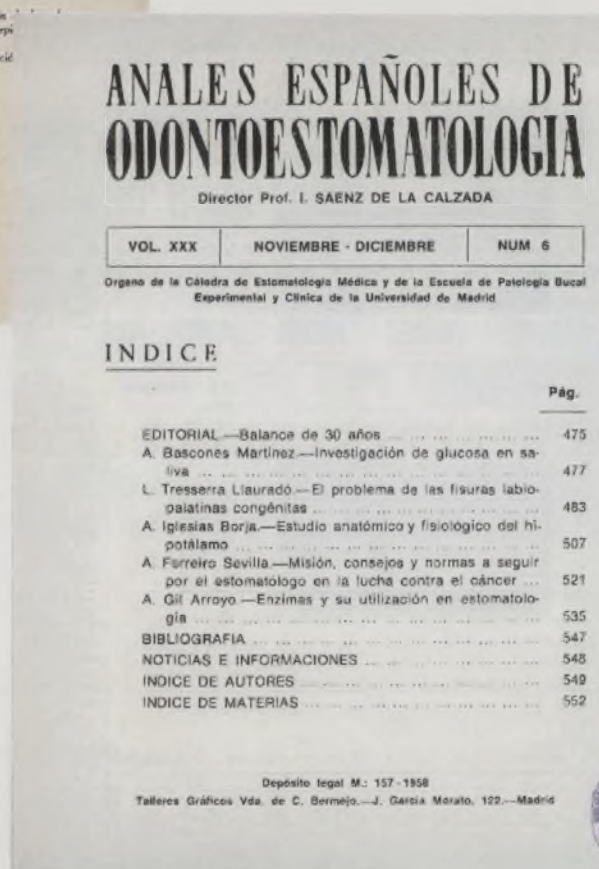 ANALES ESPAÑOLES DE
ODONTOESTOMATOLOGIA
Director Prof. I. SAENZ DE LA CALZADA
VOL. XXX NOVIEMBRE - DICIEMBRE NUM 6
Organo de la Cátedra de Estomatología Médica y de la Escuela de Patología Bucal
Experimental y Clínica de la Universidad de Madrid
INDICE
Pág.
EDITORIAL.—Balance de 30 años ... ... ... ... ... ... ... 475
A. Bascones Martínez.—Investigación de glucosa en sa-
liva ... ... ... ... ... ... ... ... ... ... ... ... ... 477
L. Tresserra Llauradó.—El problema de las fisuras labio-
palatinas congénitas ... ... ... ... ... ... ... ... ... 483
A. Iglesias Borja.—Estudio anatómico y fisiológico del hi-
potálamo ... ... ... ... ... ... ... ... ... ... ... ... 507
A. Ferreiro Sevilla.—Misión, consejos y normas a seguir
por el estomatólogo en la lucha contra el cáncer ... 521
A. Gil Arroyo.—Enzimas y su utilización en estomatolo-
gía ... ... ... ... ... ... ... ... ... ... ... ... ... 535
BIBLIOGRAFIA ... ... ... ... ... ... ... ... ... ... ... 547
NOTICIAS E INFORMACIONES ... ... ... ... ... ... ... 548
INDICE DE AUTORES ... ... ... ... ... ... ... ... ... 549
INDICE DE MATERIAS ... ... ... ... ... ... ... ... ... 552
Depósito legal M.: 157-1958
Talleres Gráficos Vda. de C. Bermejo.—J. García Morato, 122.—Madrid